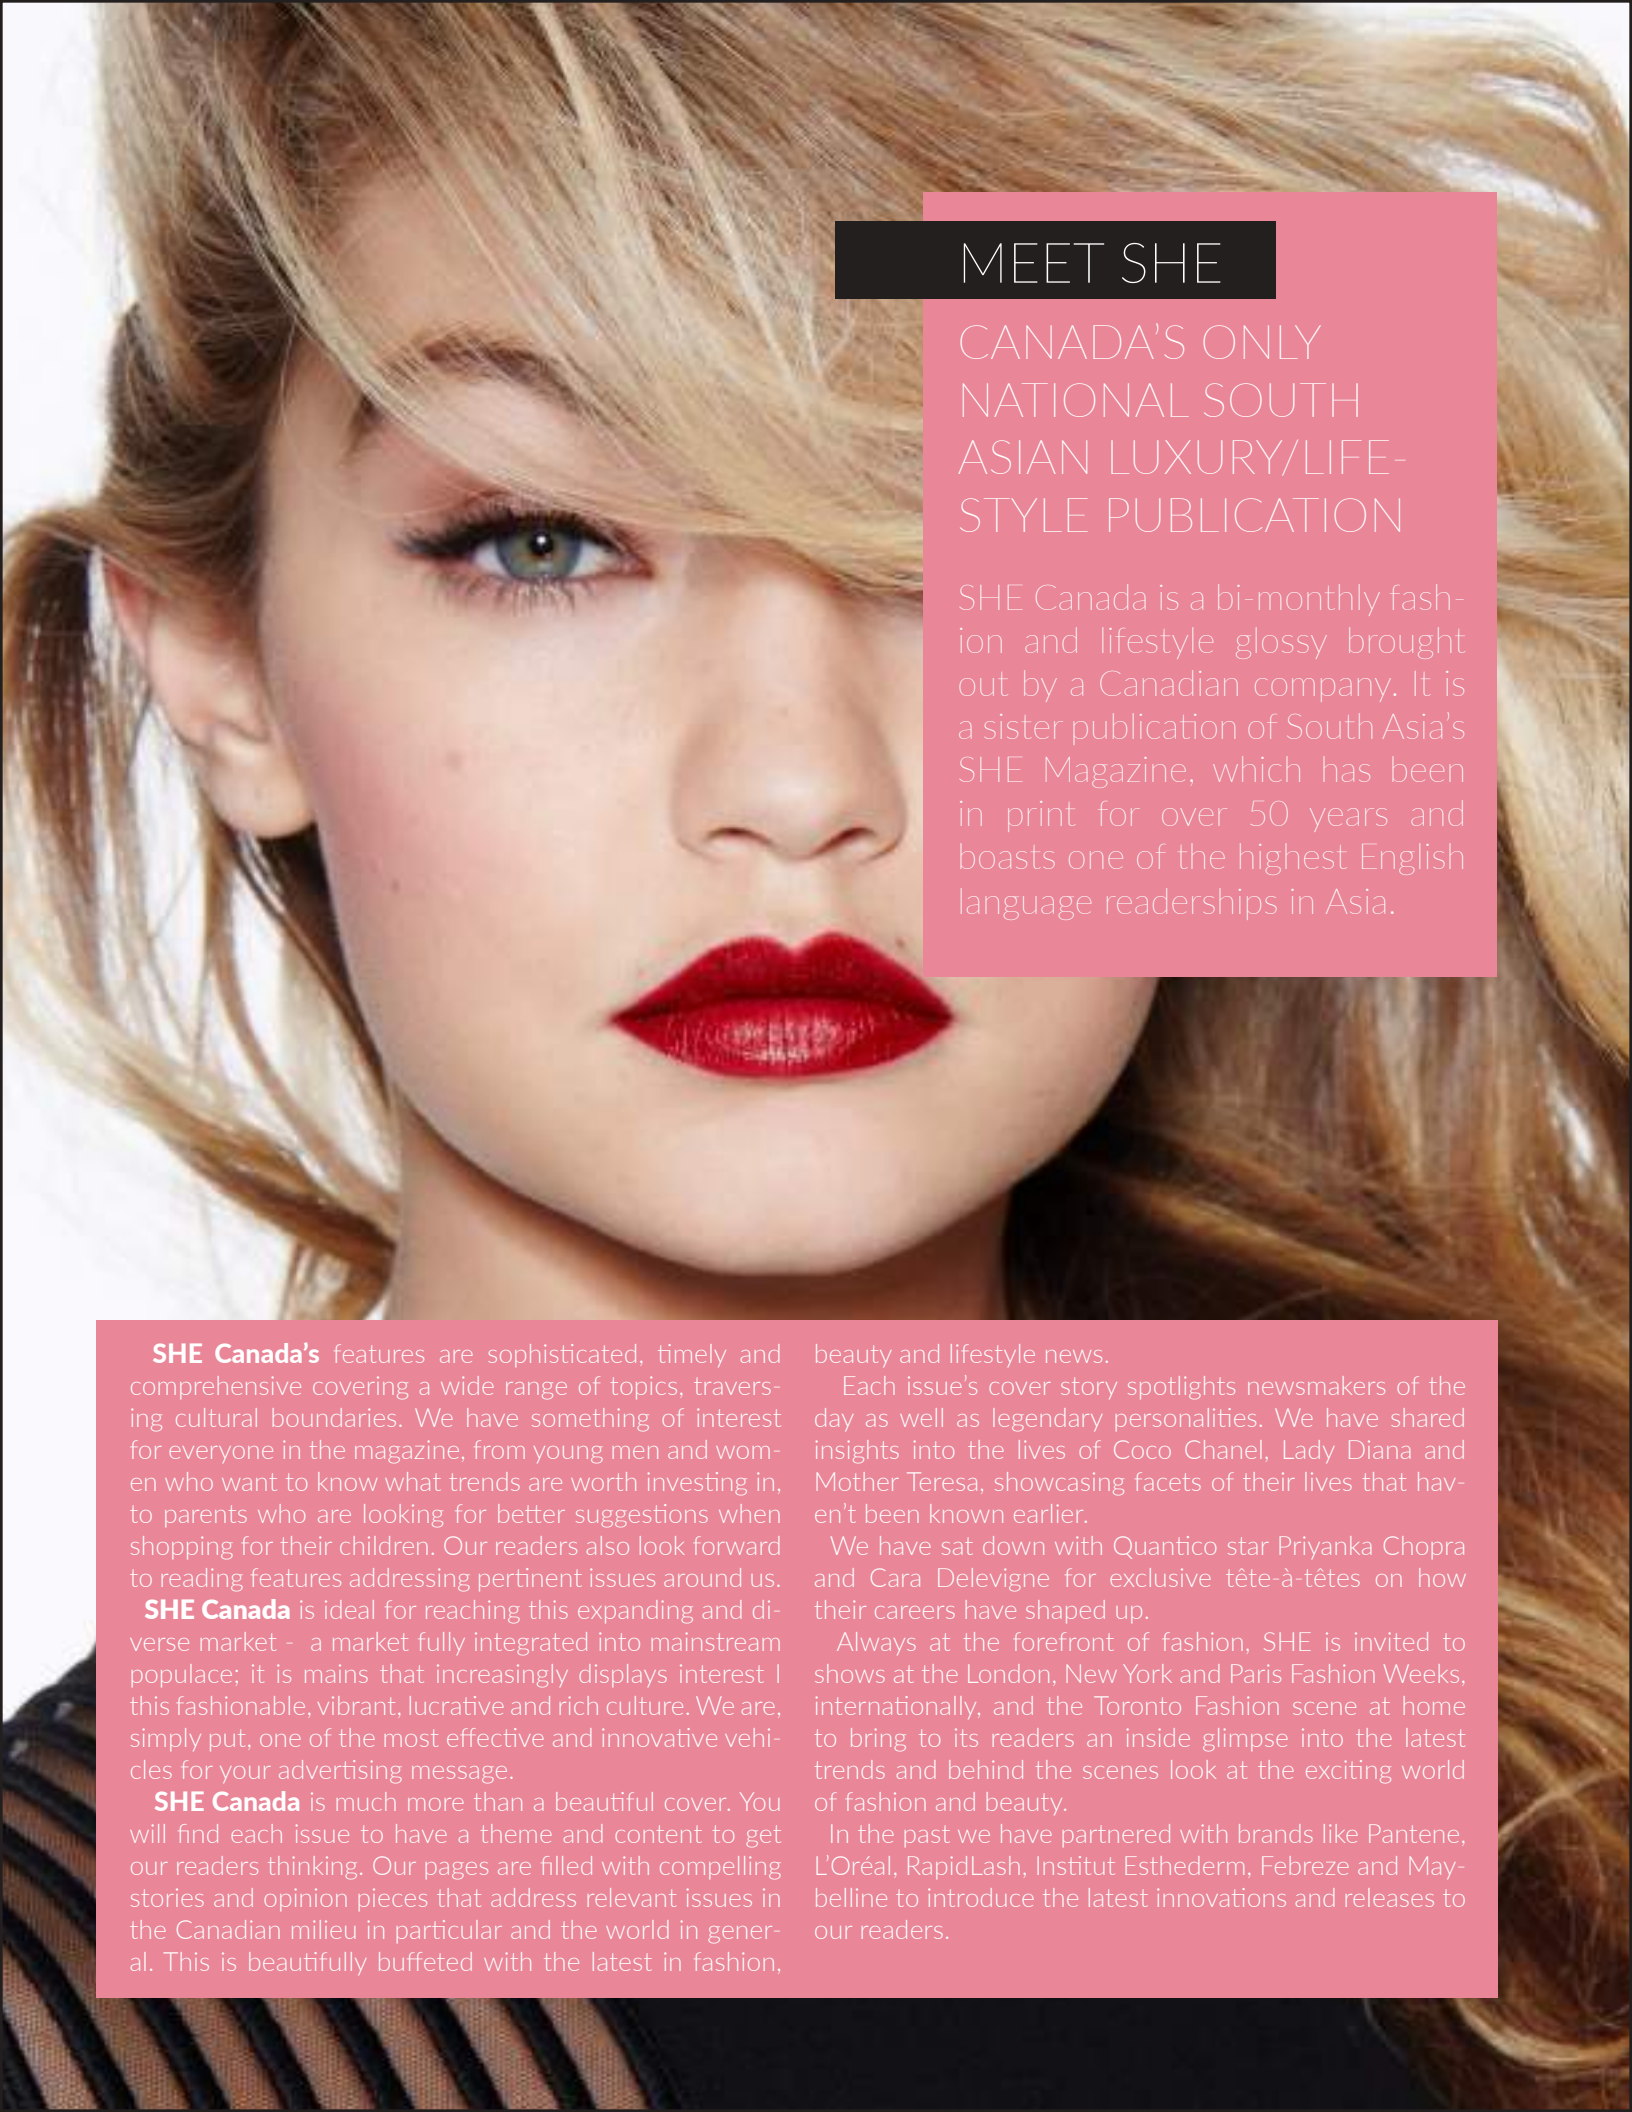 MEET SHE
CANADA’S ONLY
NATIONAL SOUTH
ASIAN LUXURY/LIFE-
STYLE PUBLICATION
SHE Canada is a bi-monthly fash-
ion and lifestyle glossy brought
out by a Canadian company. It is
a sister publication of South Asia’s
SHE Magazine, which has been
in print for over 50 years and
boasts one of the highest English
language readerships in Asia.
SHE Canada’s features are sophisticated, timely and
comprehensive covering a wide range of topics, travers-
ing cultural boundaries. We have something of interest
for everyone in the magazine, from young men and wom-
en who want to know what trends are worth investing in,
to parents who are looking for better suggestions when
shopping for their children. Our readers also look forward
to reading features addressing pertinent issues around us.
SHE Canada is ideal for reaching this expanding and di-
verse market - a market fully integrated into mainstream
populace; it is mains that increasingly displays interest I
this fashionable, vibrant, lucrative and rich culture. We are,
simply put, one of the most effective and innovative vehi-
cles for your advertising message.
SHE Canada is much more than a beautiful cover. You
will find each issue to have a theme and content to get
our readers thinking. Our pages are filled with compelling
stories and opinion pieces that address relevant issues in
the Canadian milieu in particular and the world in gener-
al. This is beautifully buffeted with the latest in fashion,
beauty and lifestyle news.
Each issue’s cover story spotlights newsmakers of the
day as well as legendary personalities. We have shared
insights into the lives of Coco Chanel, Lady Diana and
Mother Teresa, showcasing facets of their lives that hav-
en’t been known earlier.
We have sat down with Quantico star Priyanka Chopra
and Cara Delevigne for exclusive tête-à-têtes on how
their careers have shaped up.
Always at the forefront of fashion, SHE is invited to
shows at the London, New York and Paris Fashion Weeks,
internationally, and the Toronto Fashion scene at home
to bring to its readers an inside glimpse into the latest
trends and behind the scenes look at the exciting world
of fashion and beauty.
In the past we have partnered with brands like Pantene,
L’Oréal, RapidLash, Institut Esthederm, Febreze and May-
belline to introduce the latest innovations and releases to
our readers.